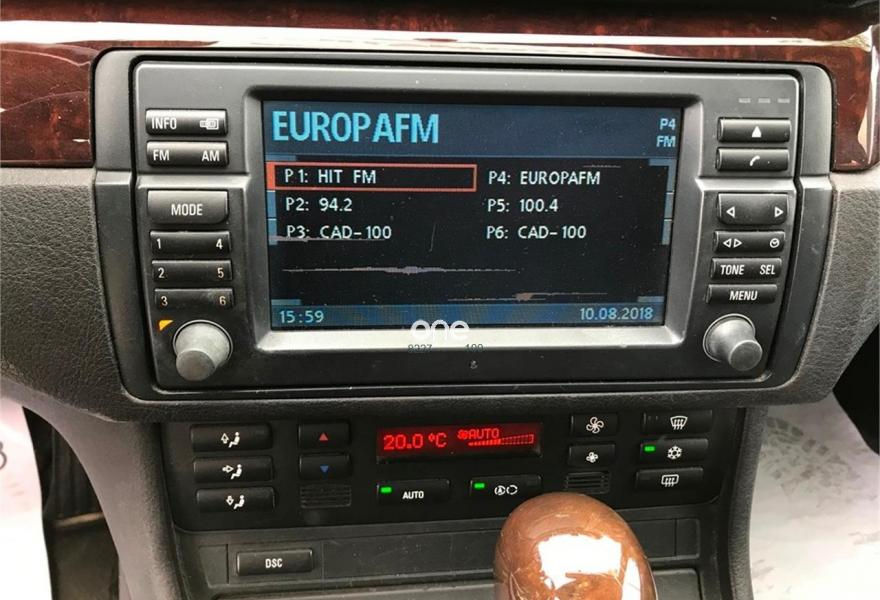 EUROPAFM
P4
FM
P1: HIT FM
P4: EUROPAFM
P2: 94.2
P5: 100.4
P3: CAD-100
P6: CAD-100
15:59
10.08.2018
one
INFO
FM AM
MODE
1 4
2 5
3 6
TONE SEL
MENU
20.0°C AUTO
AUTO
A
DSC